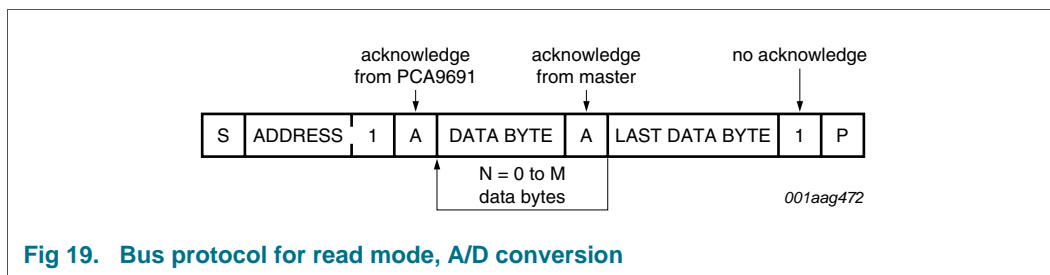 acknowledge
from PCA9691
acknowledge
from master
no acknowledge
S ADDRESS 1 A DATA BYTE A LAST DATA BYTE 1 P
N = 0 to M
data bytes
001aag472
Fig 19. Bus protocol for read mode, A/D conversion